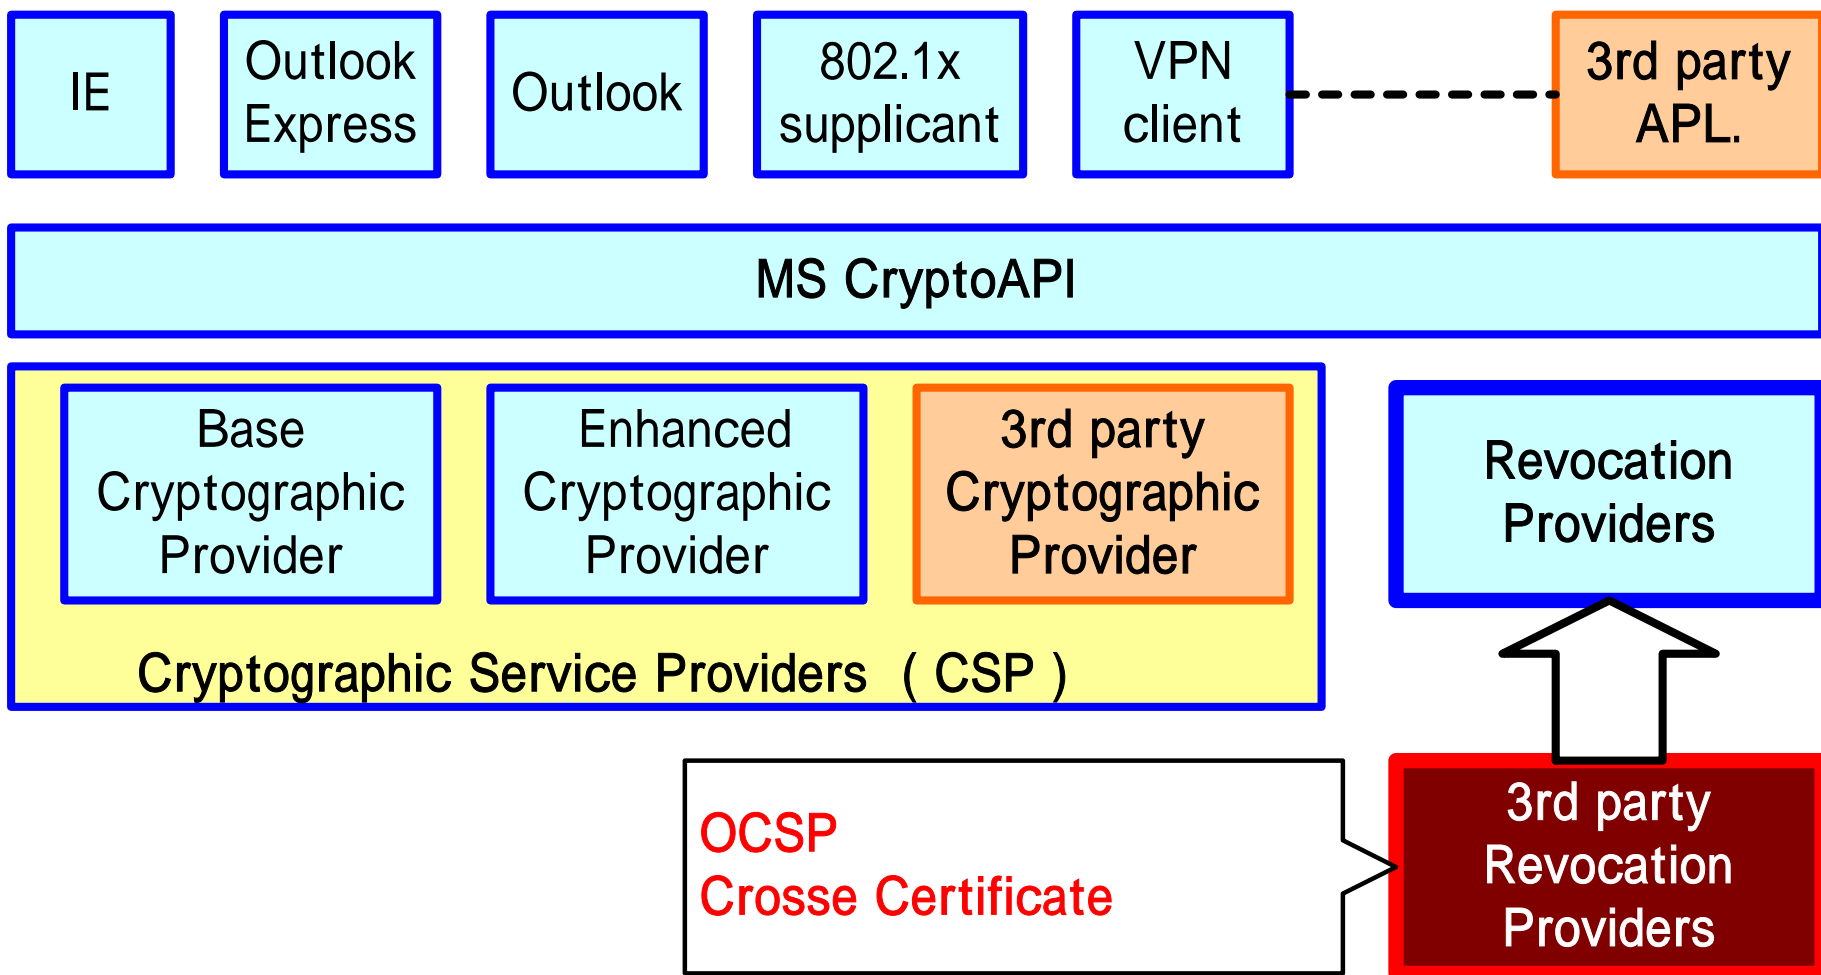 IE
Outlook
Express
Outlook
802.1x
supplicant
VPN
client
3rd party
APL.
MS CryptoAPI
Base
Cryptographic
Provider
Enhanced
Cryptographic
Provider
3rd party
Cryptographic
Provider
Cryptographic Service Providers ( CSP )
Revocation
Providers
OCSP
Crosse Certificate
3rd party
Revocation
Providers